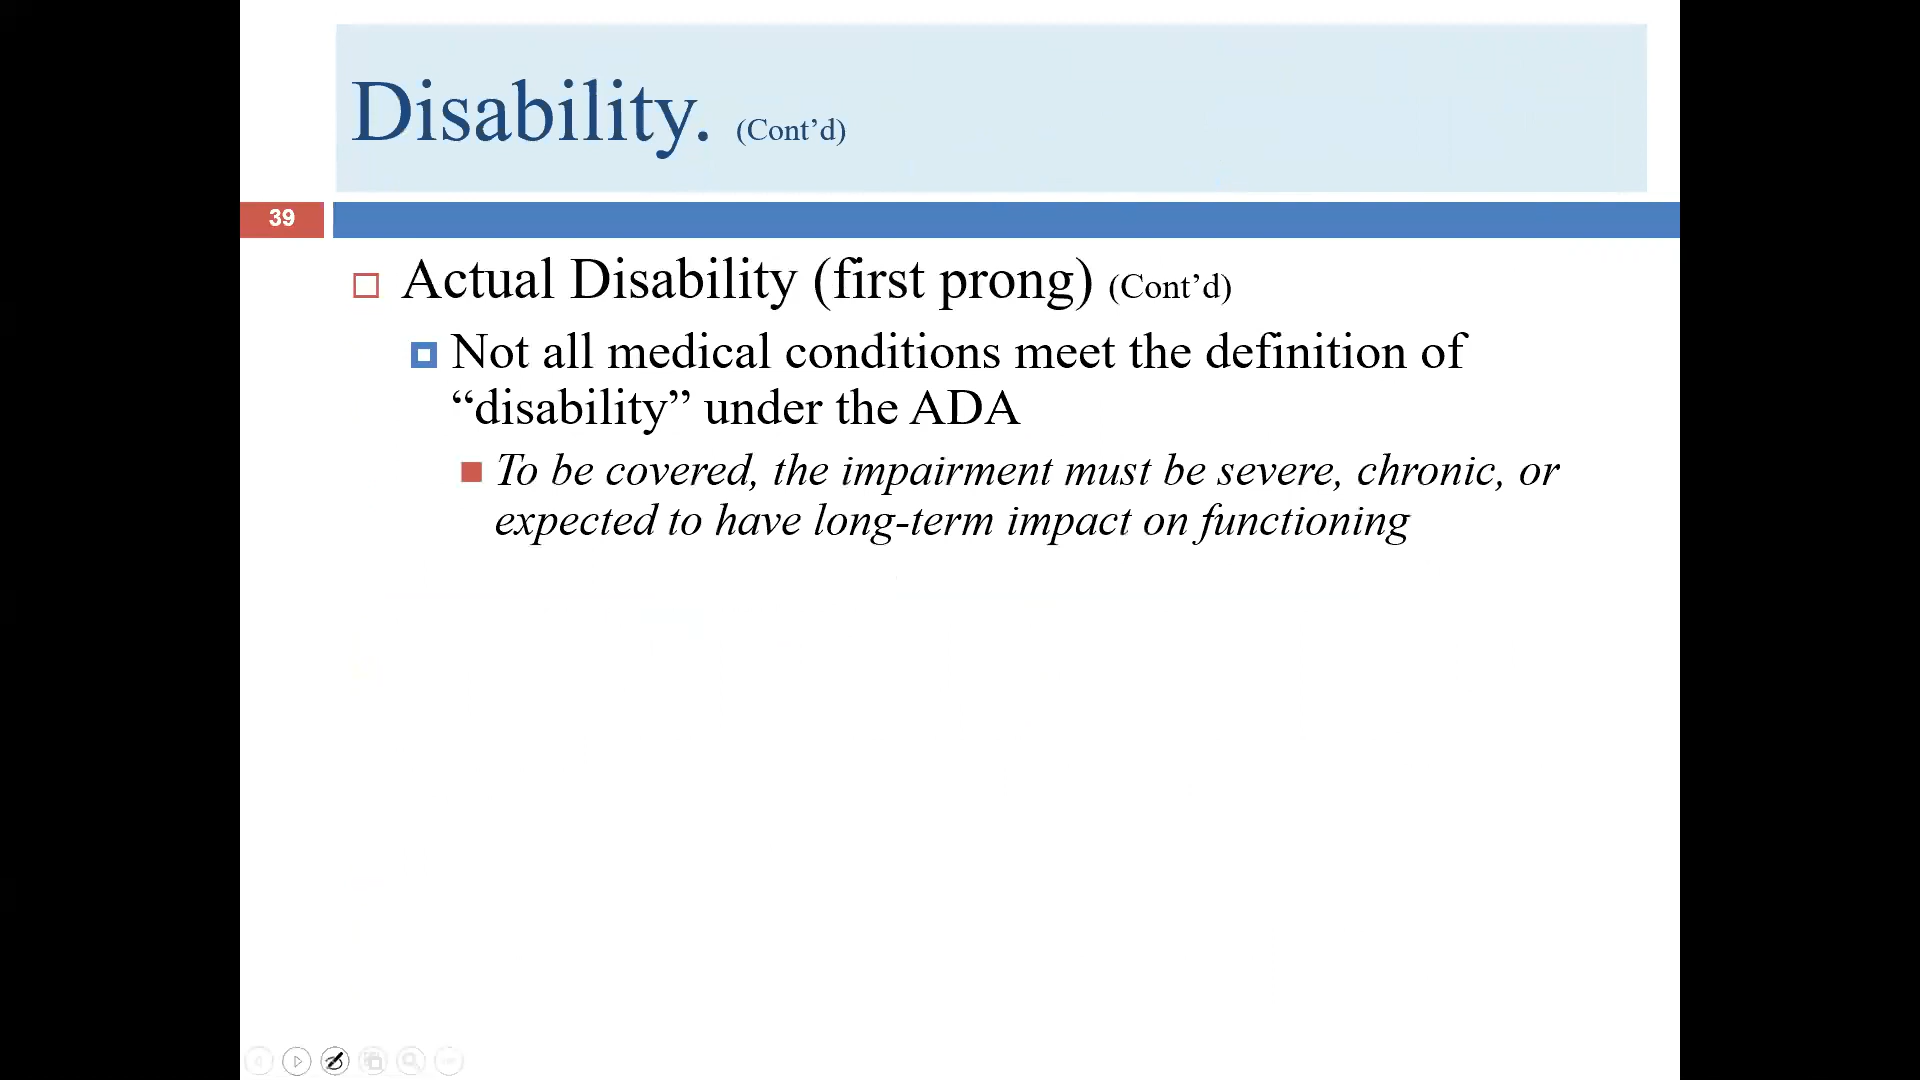 Disability. (Cont’d)
39
Actual Disability (first prong) (Cont’d)
Not all medical conditions meet the definition of
“disability” under the ADA
To be covered, the impairment must be severe, chronic, or
expected to have long-term impact on functioning